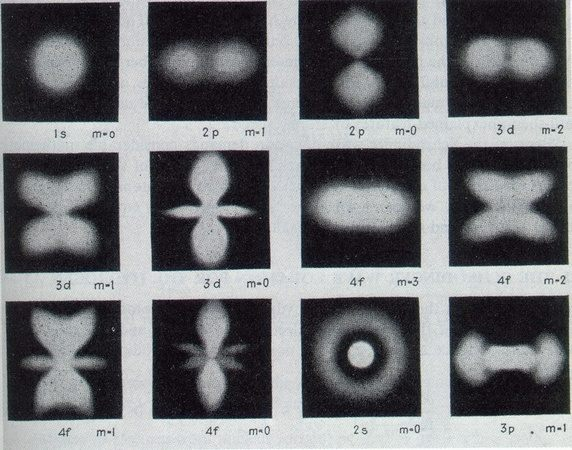 1s m=0
2p m=1
2p m=0
3d m=2
3d m=1
3d m=0
4f m=3
4f m=2
4f m=1
4f m=0
2s m=0
3p m=1